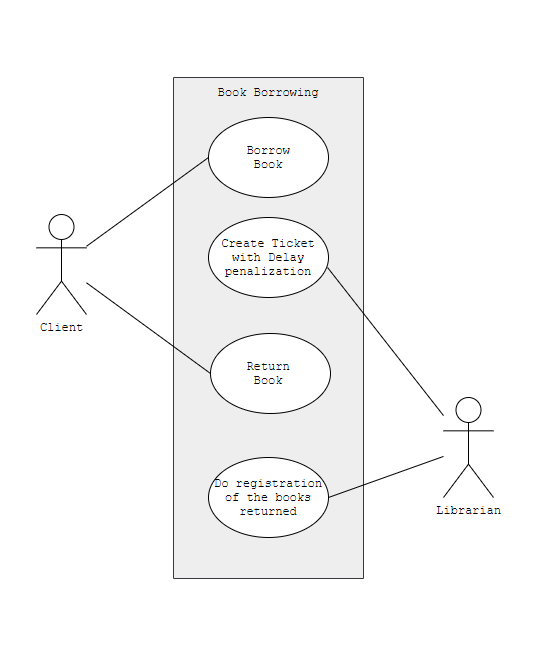 Book Borrowing
Borrow
Book
Create Ticket
with Delay
penalization
Client
Return
Book
Do registration
of the books
returned
Librarian